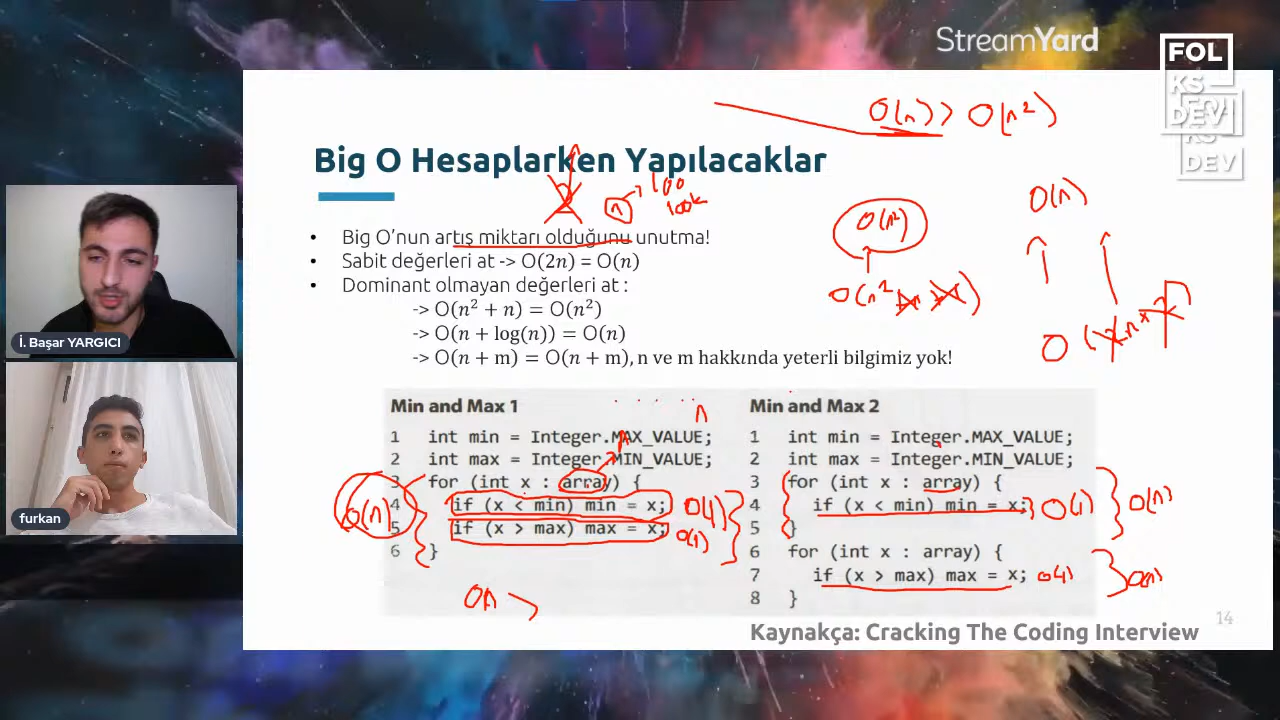 StreamYard
FOL
KS
DEV
O(n) > O(n²)
Big O Hesaplarken Yapılacaklar
n
100
100k
O(n)
O(n²)
• Big O'nun artış miktarı olduğunu unutma!
• Sabit değerleri at -> O(2n) = O(n)
• Dominant olmayan değerleri at :
-> O(n² + n) = O(n²)
-> O(n + log(n)) = O(n)
-> O(n + m) = O(n + m), n ve m hakkında yeterli bilgimiz yok!
İ. Başar YARGICI
furkan
Min and Max 1
n
1 int min = Integer.MAX_VALUE;
2 int max = Integer.MIN_VALUE;
3 for (int x : array) {
4 if (x < min) min = x; O(1)
5 if (x > max) max = x; O(1)
6 }
O(n)
Min and Max 2
1 int min = Integer.MAX_VALUE;
2 int max = Integer.MIN_VALUE;
3 for (int x : array) {
4 if (x < min) min = x; O(1)
5 }
O(n)
6 for (int x : array) {
7 if (x > max) max = x; O(1)
8 }
O(n)
14
Kaynakça: Cracking The Coding Interview